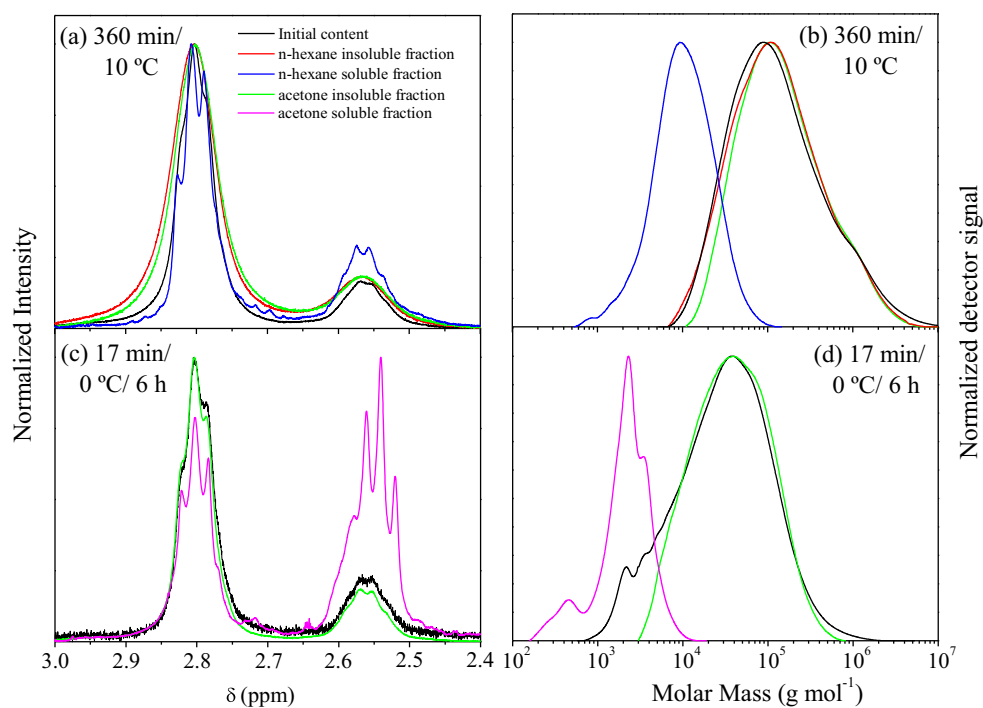 (a) 360 min/
10 ºC
Initial content
n-hexane insoluble fraction
n-hexane soluble fraction
acetone insoluble fraction
acetone soluble fraction
(b) 360 min/
10 ºC
(c) 17 min/
0 ºC/ 6 h
(d) 17 min/
0 ºC/ 6 h
Normalized Intensity
Normalized detector signal
3.0 2.9 2.8 2.7 2.6 2.5 2.4
δ (ppm)
10² 10³ 10⁴ 10⁵ 10⁶ 10⁷
Molar Mass (g mol⁻¹)